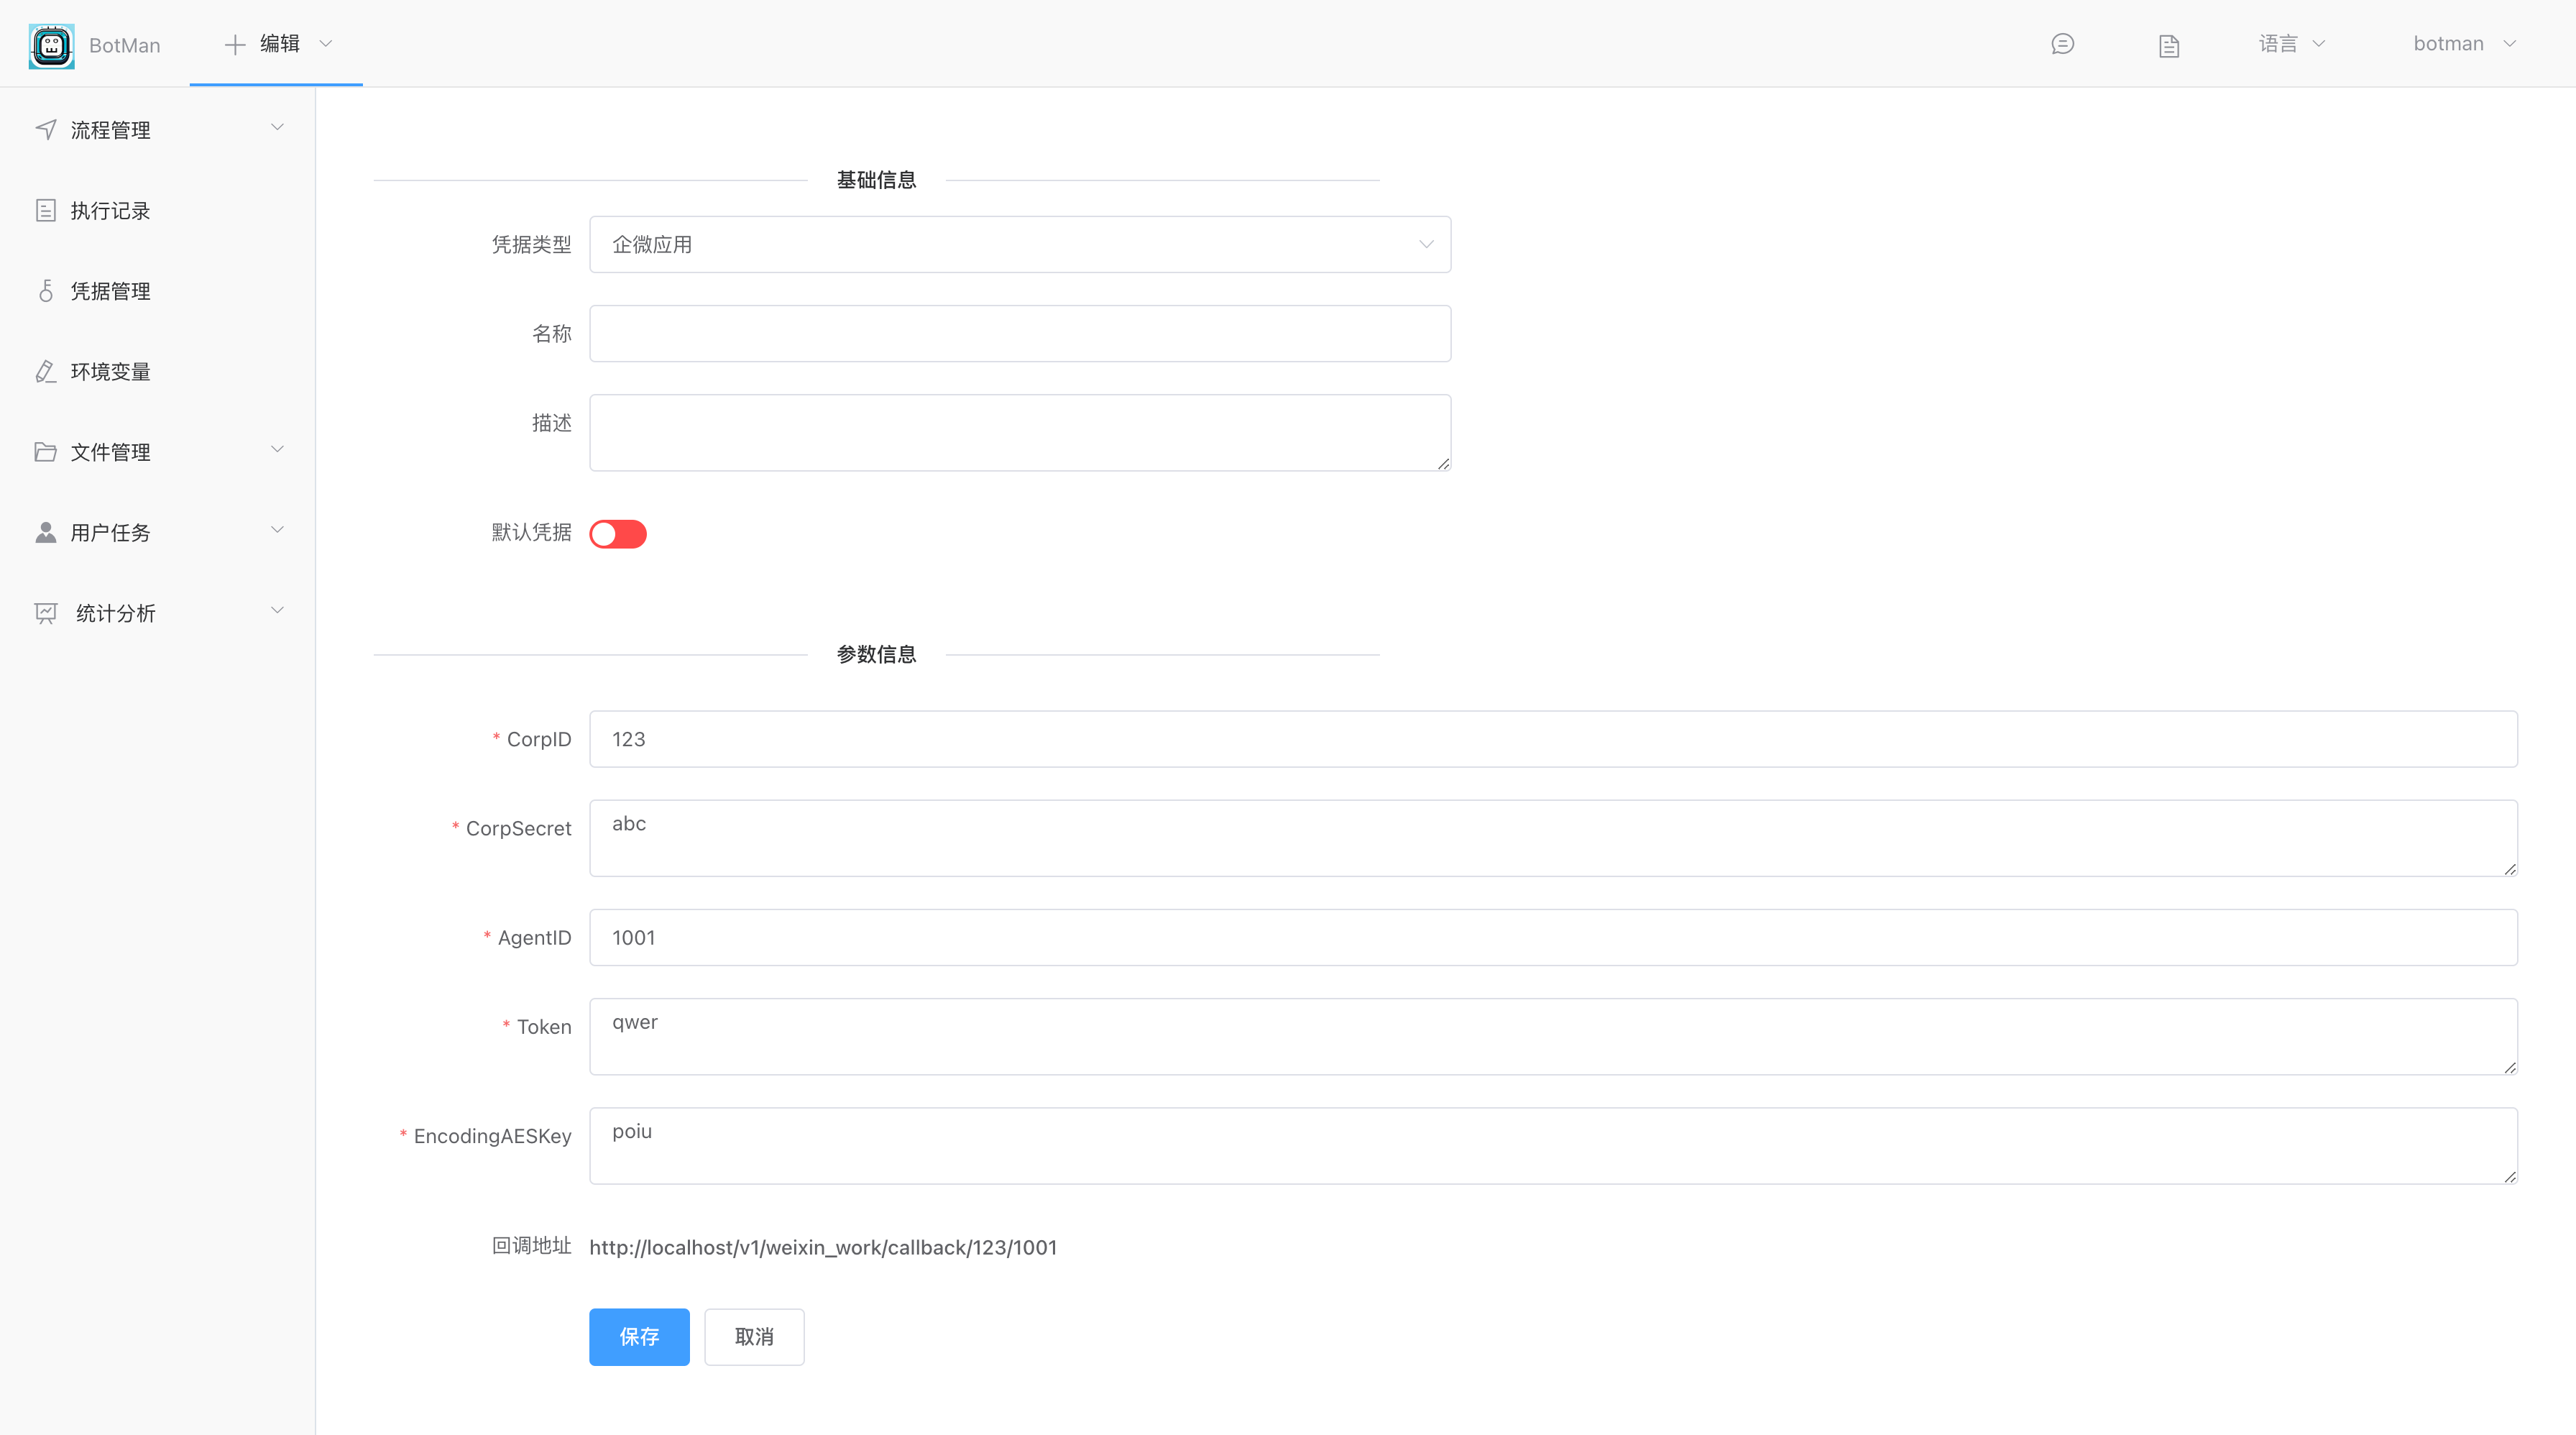 BotMan
编辑
语言
botman
流程管理
执行记录
凭据管理
环境变量
文件管理
用户任务
统计分析
基础信息
凭据类型 企微应用
名称
描述
默认凭据
参数信息
* CorpID 123
* CorpSecret abc
* AgentID 1001
* Token qwer
* EncodingAESKey poiu
回调地址 http://localhost/v1/weixin_work/callback/123/1001
保存 取消